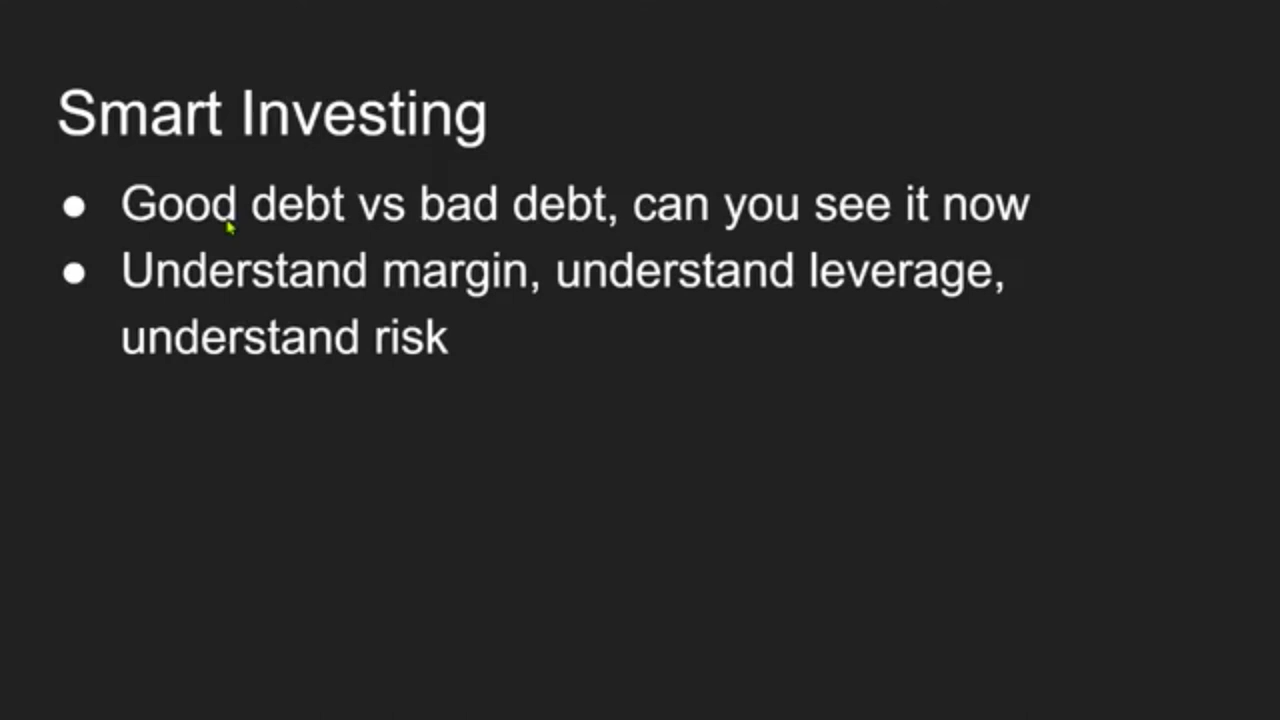 Smart Investing
● Good debt vs bad debt, can you see it now
● Understand margin, understand leverage,
understand risk